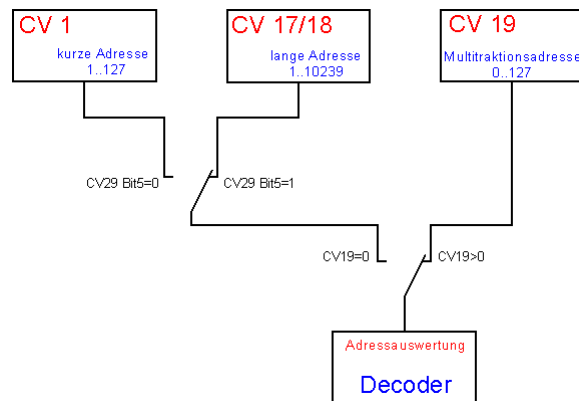 CV 1
kurze Adresse
1..127
CV 17/18
lange Adresse
1..10239
CV 19
Multitraktionsadresse
0..127
CV29 Bit5=0
CV29 Bit5=1
CV19=0
CV19>0
Adressauswertung
Decoder